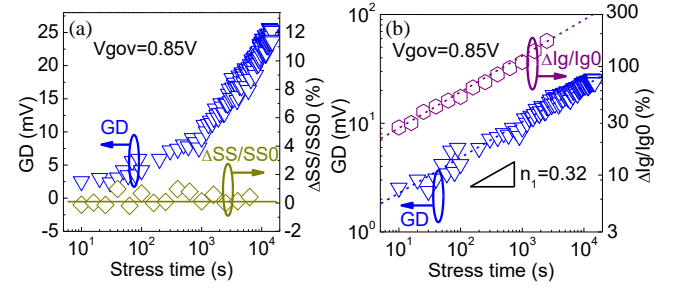 (a)
Vgov=0.85V
GD
ΔSS/SS0
GD (mV)
25
20
15
10
5
0
-5
12
10
8
6
4
2
0
-2
ΔSS/SS0 (%)
10¹ 10² 10³ 10⁴
Stress time (s)
(b)
Vgov=0.85V
ΔIg/Ig0
GD
n₁=0.32
GD (mV)
10²
10¹
10⁰
300
100
30
10
3
ΔIg/Ig0 (%)
10¹ 10² 10³ 10⁴
Stress time (s)